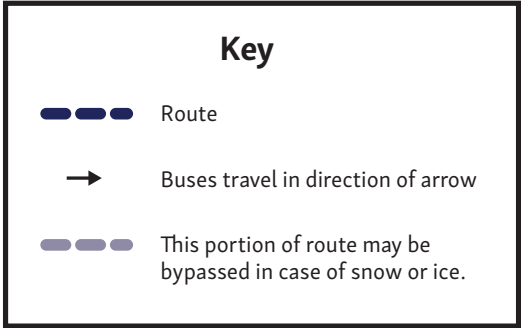 Key
Route
Buses travel in direction of arrow
This portion of route may be
bypassed in case of snow or ice.